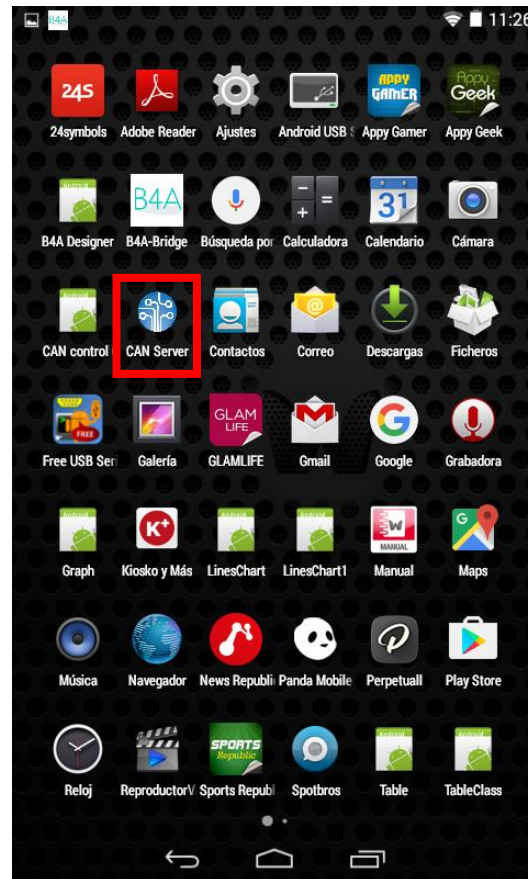 B4A 11:26
24S
APPY GAMER Appy Geek
24symbols Adobe Reader Ajustes Android USB S Appy Gamer Appy Geek
Android B4A 31
B4A Designer B4A-Bridge Búsqueda por Calculadora Calendario Cámara
Android
CAN control CAN Server Contactos Correo Descargas Ficheros
FREE GLAM LIFE G
Free USB Seri Galería GLAMLIFE Gmail Google Grabadora
Android K+ Android Android W MANUAL G
Graph Kiosko y Más LinesChart LinesChart1 Manual Maps
Música Navegador News Republi Panda Mobile Perpetuall Play Store
SPORTS Republic Android Android
Reloj ReproductorV Sports Republ Spotbros Table TableClass